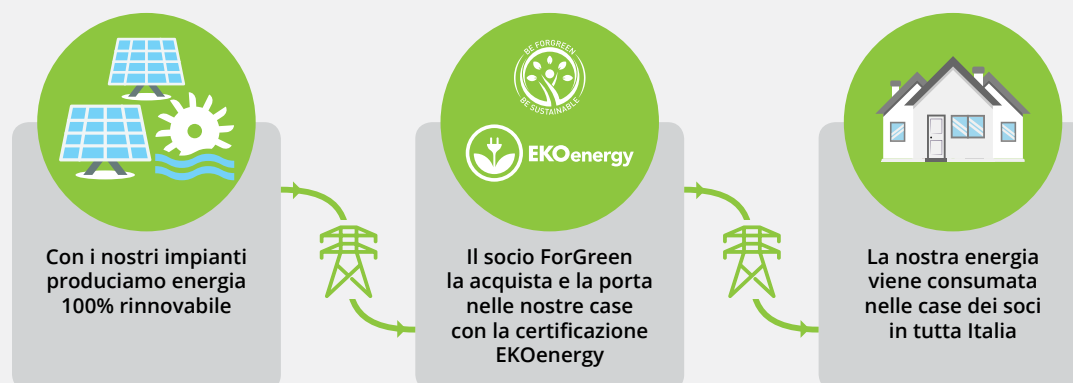 Con i nostri impianti
produciamo energia
100% rinnovabile
BE FORGREEN
BE SUSTAINABLE
EKOenergy
Il socio ForGreen
la acquista e la porta
nelle nostre case
con la certificazione
EKOenergy
La nostra energia
viene consumata
nelle case dei soci
in tutta Italia